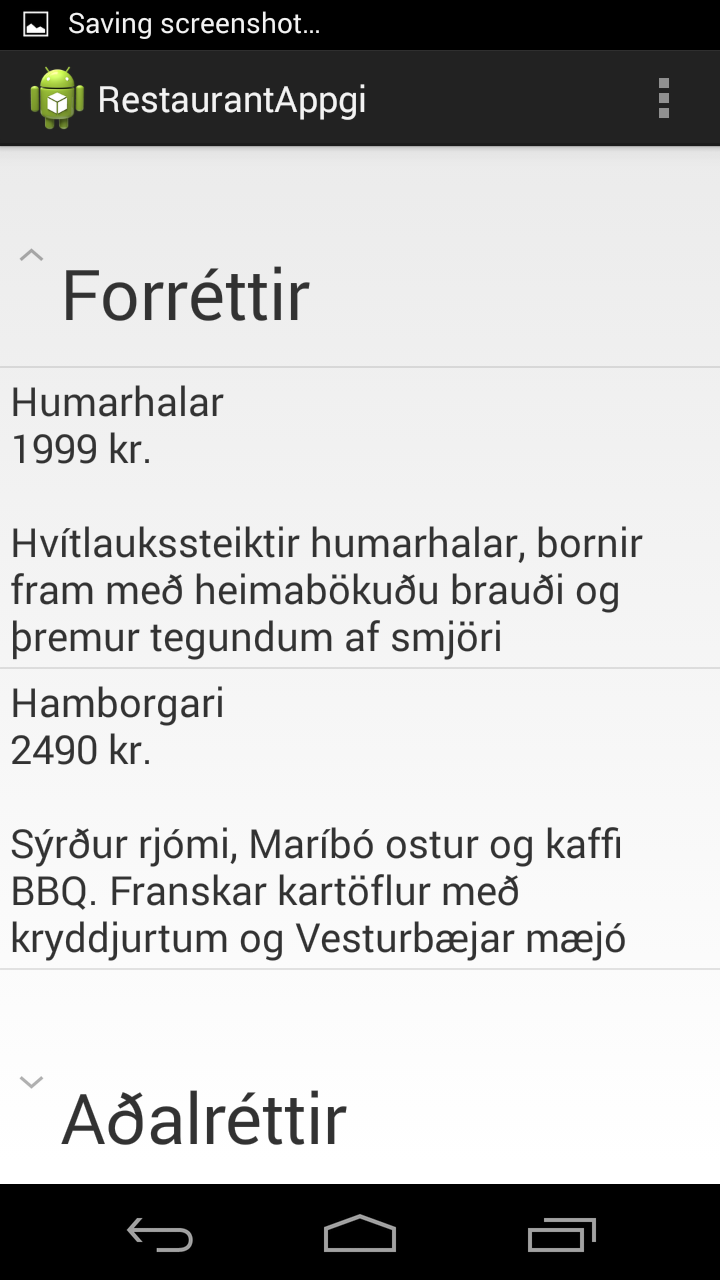 Saving screenshot...
RestaurantAppgi
Forréttir
Humarhalar
1999 kr.
Hvítlaukssteiktir humarhalar, bornir
fram með heimabökuðu brauði og
þremur tegundum af smjöri
Hamborgari
2490 kr.
Sýrður rjómi, Maríbó ostur og kaffi
BBQ. Franskar kartöflur með
kryddjurtum og Vesturbæjar mæjó
Aðalréttir